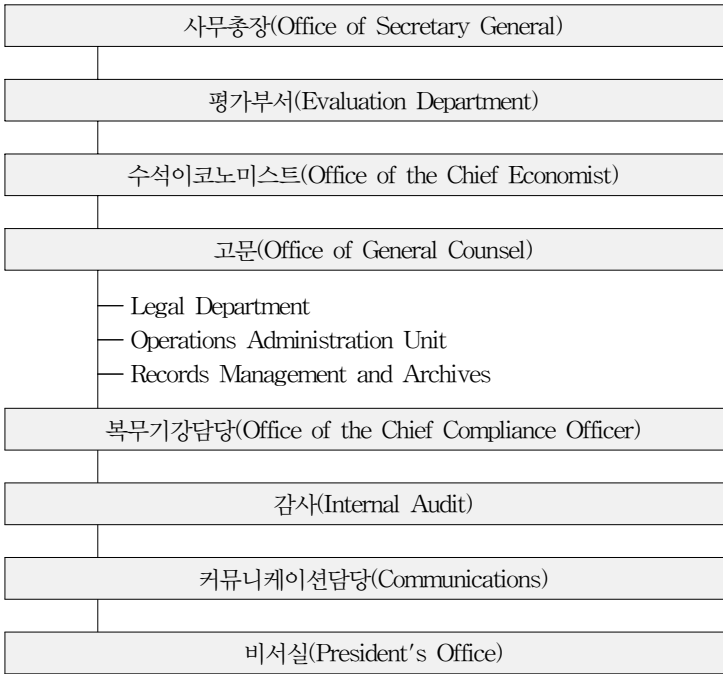 사무총장(Office of Secretary General)
평가부서(Evaluation Department)
수석이코노미스트(Office of the Chief Economist)
고문(Office of General Counsel)
Legal Department
Operations Administration Unit
Records Management and Archives
복무기강담당(Office of the Chief Compliance Officer)
감사(Internal Audit)
커뮤니케이션담당(Communications)
비서실(President's Office)